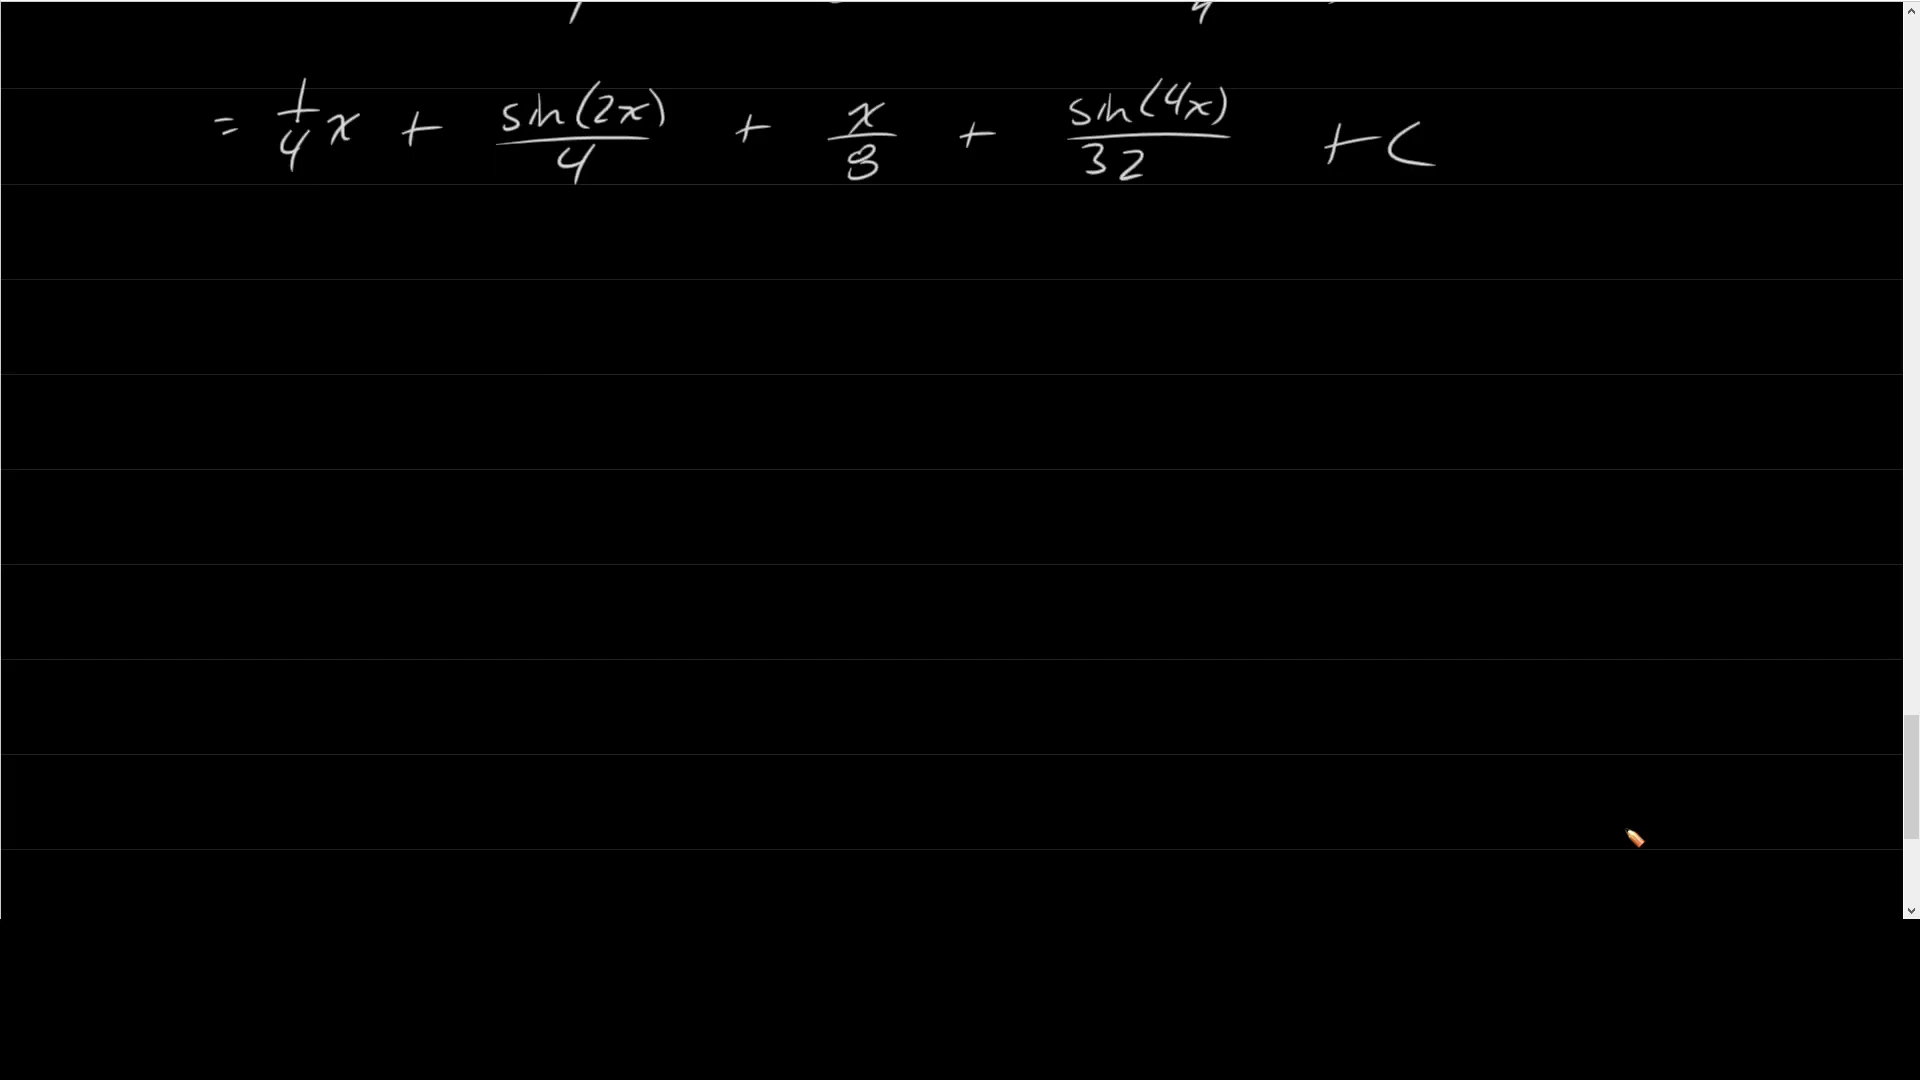 = 1/4 x + sin(2x)/4 + x/8 + sin(4x)/32 + C